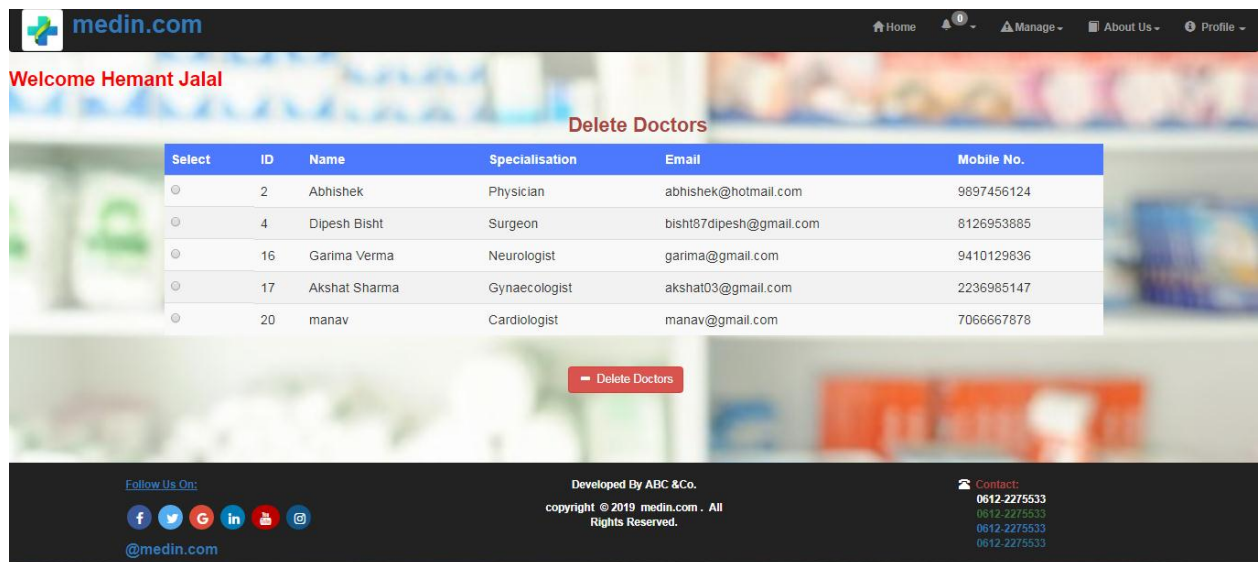 medin.com
Home 0 Manage About Us Profile
Welcome Hemant Jalal
Delete Doctors
Select ID Name Specialisation Email Mobile No.
2 Abhishek Physician abhishek@hotmail.com 9897456124
4 Dipesh Bisht Surgeon bisht87dipesh@gmail.com 8126953885
16 Garima Verma Neurologist garima@gmail.com 9410129836
17 Akshat Sharma Gynaecologist akshat03@gmail.com 2236985147
20 manav Cardiologist manav@gmail.com 7066667878
Delete Doctors
Follow Us On:
@medin.com
Developed By ABC &Co.
copyright © 2019 medin.com . All
Rights Reserved.
Contact:
0612-2275533
0612-2275533
0612-2275533
0612-2275533